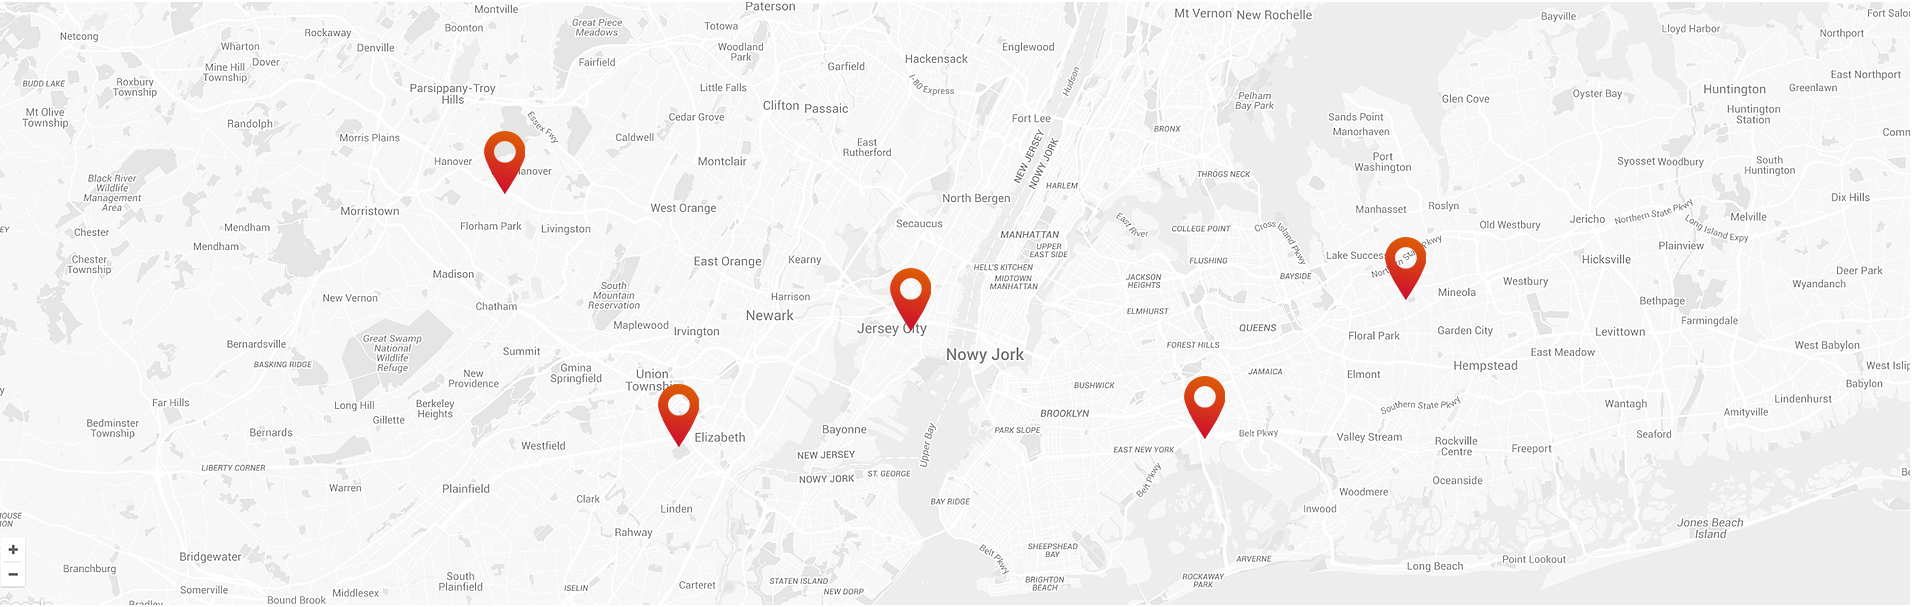 Montville
Paterson
Mt Vernon
New Rochelle
Bayville
Fort Salo
Netcong
Rockaway
Boonton
Great Piece
Meadows
Totowa
Lloyd Harbor
Northport
Wharton
Denville
Woodland
Park
Englewood
Dover
Fairfield
Hackensack
Mine Hill
Township
Garfield
East Northport
BUDD LAKE
Roxbury
Township
Parsippany-Troy
Hills
Little Falls
I-80 Express
Hudson
Glen Cove
Oyster Bay
Huntington
Greenlawn
Clifton
Passaic
Pelham
Bay Park
Mt Olive
Township
Randolph
Cedar Grove
Fort Lee
Sands Point
Huntington
Station
Morris Plains
Essex Fwy
Caldwell
BRONX
Manorhaven
Comm
East
Rutherford
NEW JERSEY
NOWY JORK
Hanover
Montclair
Port
Washington
Syosset
Woodbury
South
Huntington
anover
THROGS NECK
Black River
Wildlife
Management
Area
HARLEM
North Bergen
Dix Hills
Morristown
West Orange
Manhasset
Roslyn
Northern State Pkwy
Jericho
Melville
Florham Park
Livingston
Secaucus
East River
Old Westbury
Long Island Expy
EY
Chester
Mendham
MANHATTAN
COLLEGE POINT
Cross Island Pkwy
Mendham
UPPER
EAST SIDE
Plainview
Chester
Township
East Orange
Kearny
HELL'S KITCHEN
FLUSHING
Lake Success
Hicksville
Madison
MIDTOWN
MANHATTAN
JACKSON
HEIGHTS
BAYSIDE
Deer Park
New Vernon
South
Mountain
Reservation
Harrison
Mineola
Westbury
Wyandanch
Chatham
Newark
ELMHURST
Bethpage
Maplewood
Irvington
Jersey City
QUEENS
Floral Park
Garden City
Levittown
Farmingdale
Bernardsville
Great Swamp
National
Wildlife
Refuge
Summit
Nowy Jork
FOREST HILLS
West Babylon
BASKING RIDGE
Gmina
Springfield
Union
Township
JAMAICA
Elmont
Hempstead
East Meadow
West Islip
New
Providence
BUSHWICK
Babylon
Far Hills
Long Hill
Berkeley
Heights
BROOKLYN
Southern State Pkwy
Wantagh
Lindenhurst
Gillette
Amityville
Bedminster
Township
Bernards
Elizabeth
Bayonne
Upper Bay
PARK SLOPE
Belt Pkwy
Valley Stream
Rockville
Centre
Seaford
Westfield
NEW JERSEY
EAST NEW YORK
Freeport
LIBERTY CORNER
NOWY JORK
ST. GEORGE
Belt Pkwy
Oceanside
Warren
Plainfield
Clark
BAY RIDGE
Woodmere
Linden
Inwood
HOUSE
ION
Rahway
Jones Beach
Island
+
Bridgewater
Belt Pkwy
SHEEPSHEAD
BAY
ARVERNE
Point Lookout
Branchburg
Long Beach
−
South
Plainfield
ISELIN
Carteret
STATEN ISLAND
BRIGHTON
BEACH
ROCKAWAY
PARK
Somerville
Middlesex
NEW DORP
Bound Brook
Bradley